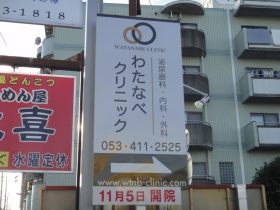 3-1818
とんこつ
めん屋
喜
水曜定休
WATANABE CLINIC
わたなべ
クリニック
泌尿器科・内科・外科
053-411-2525
www.wtnb-clinic.com
11月5日 開院